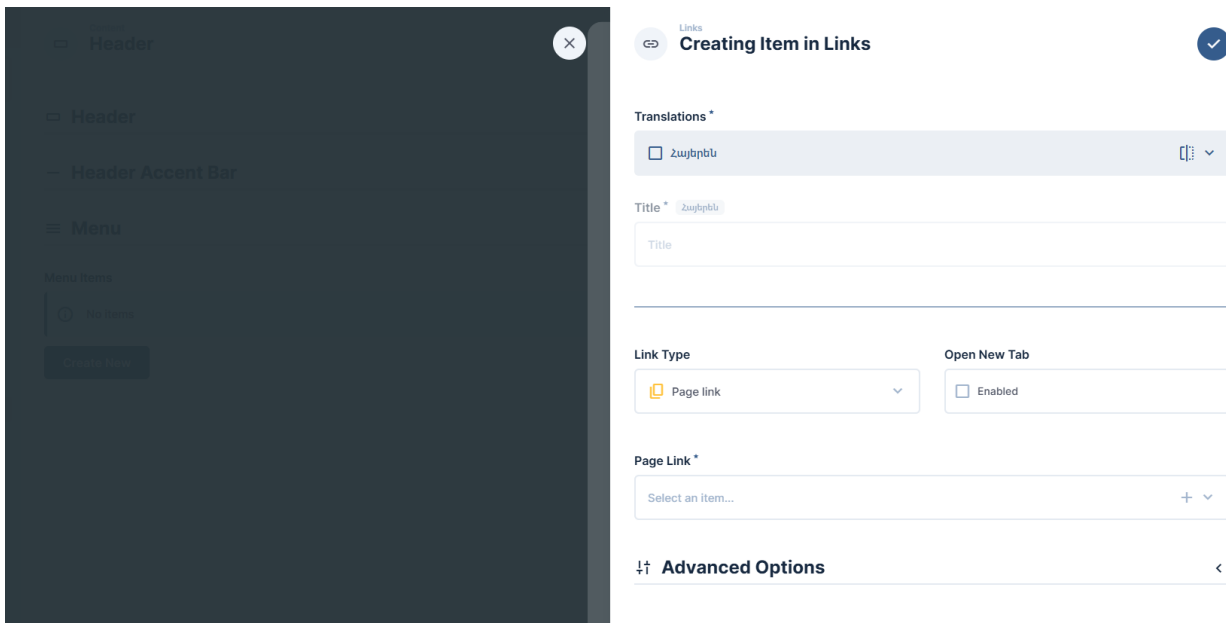 Header
Header
Header Accent Bar
Menu
Menu Items
No items
Create New
Links
Creating Item in Links
Translations *
Հայերեն
Title * Հայերեն
Title
Link Type
Open New Tab
Page link
Enabled
Page Link *
Select an item...
Advanced Options